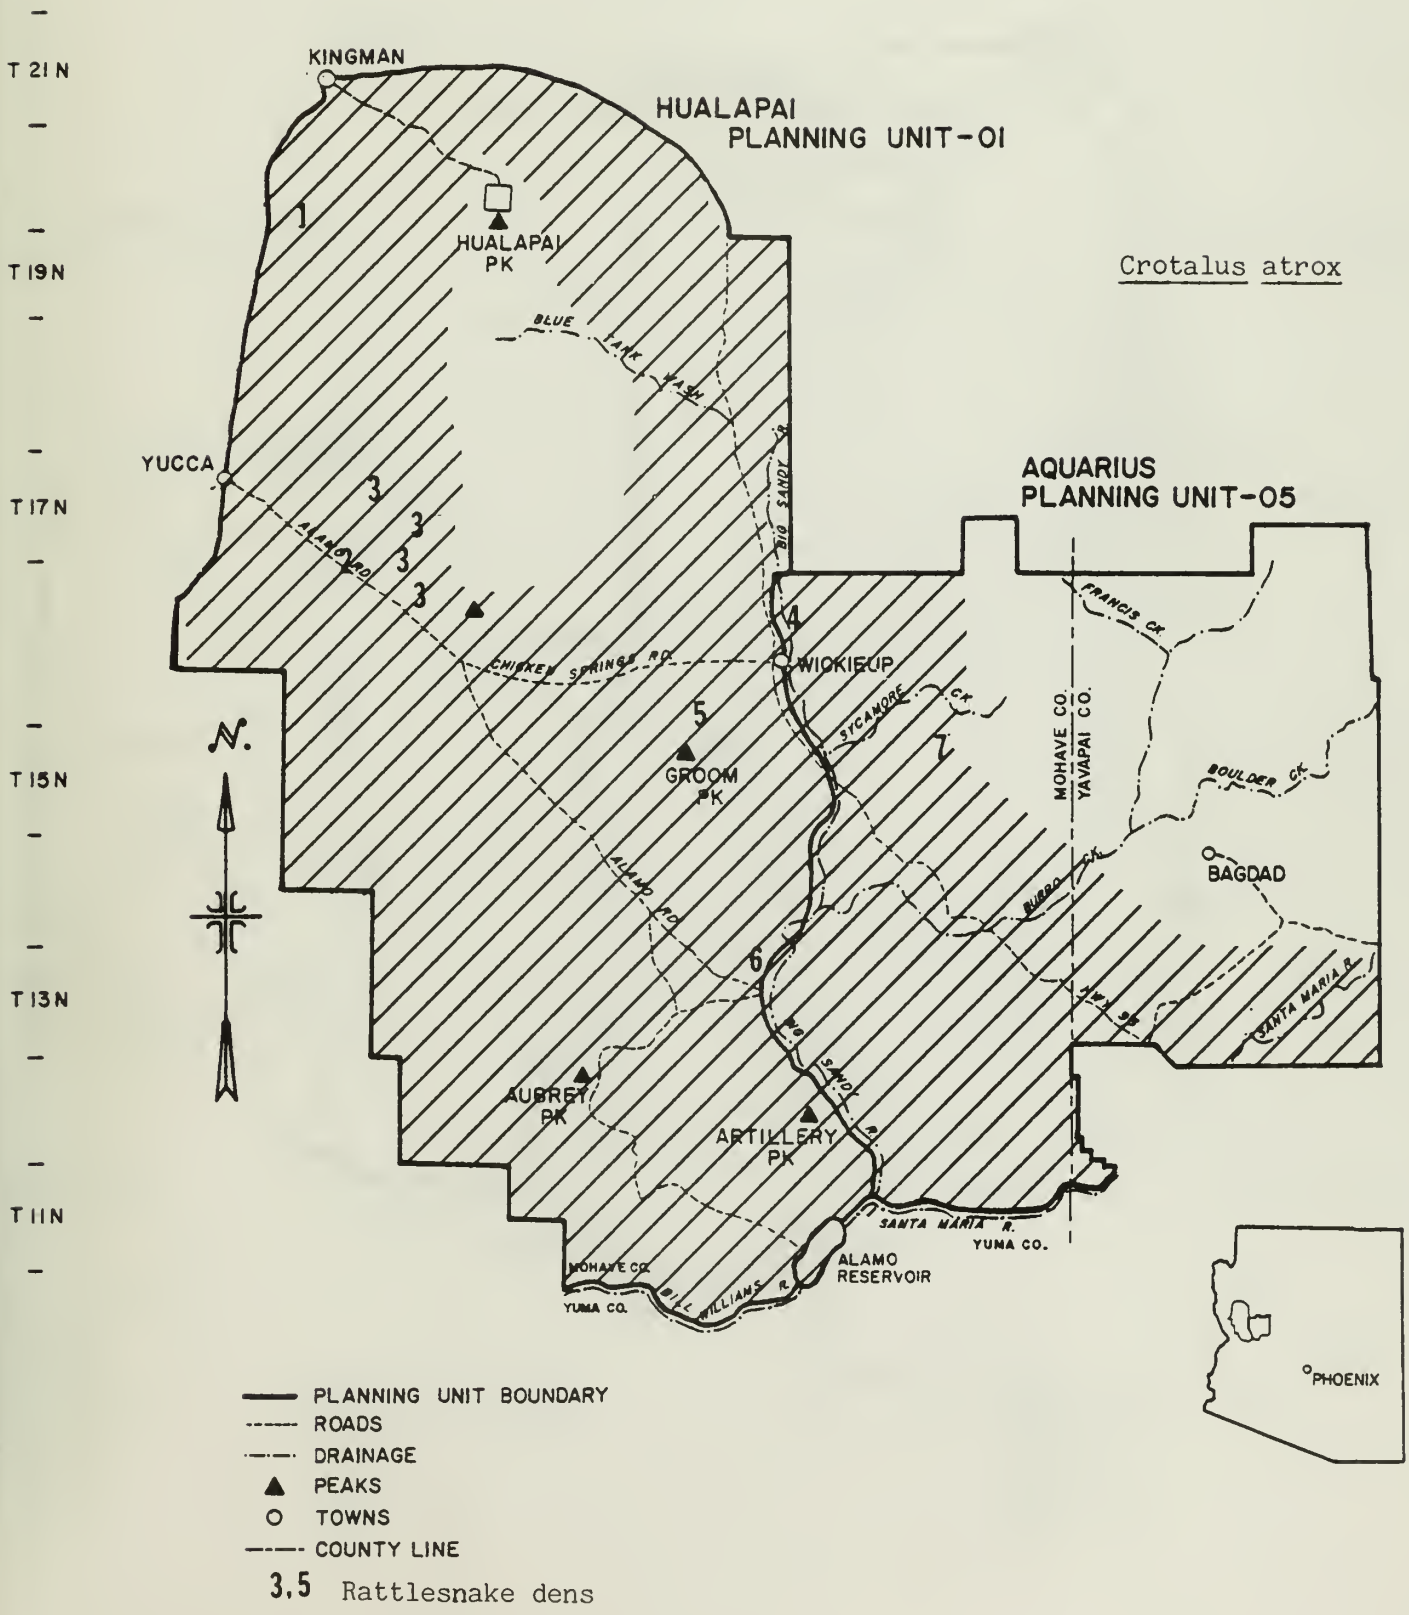 T 21 N
KINGMAN
HUALAPAI
PLANNING UNIT-01
1
HUALAPAI
PK
T 19 N
Crotalus atrox
BLUE TANK WASH
BIG SANDY R.
YUCCA
AQUARIUS
PLANNING UNIT-05
T 17 N
3
3
3
3
2
ALAMO RD
FRANCIS CK.
4
WICKIEUP
CHICKEN SPRINGS RD.
SYCAMORE CK.
MOHAVE CO.
YAVAPAI CO.
5
7
N.
GROOM
PK
T 15 N
BOULDER CK.
ALAMO RD
BURRO CK.
BAGDAD
6
T 13 N
HWY 93
SANTA MARIA R.
BIG SANDY R.
AUBREY
PK
ARTILLERY
PK
T 11 N
SANTA MARIA R.
YUMA CO.
ALAMO
RESERVOIR
MOHAVE CO.
YUMA CO.
BILL WILLIAMS R.
PHOENIX
PLANNING UNIT BOUNDARY
ROADS
DRAINAGE
PEAKS
TOWNS
COUNTY LINE
3,5 Rattlesnake dens